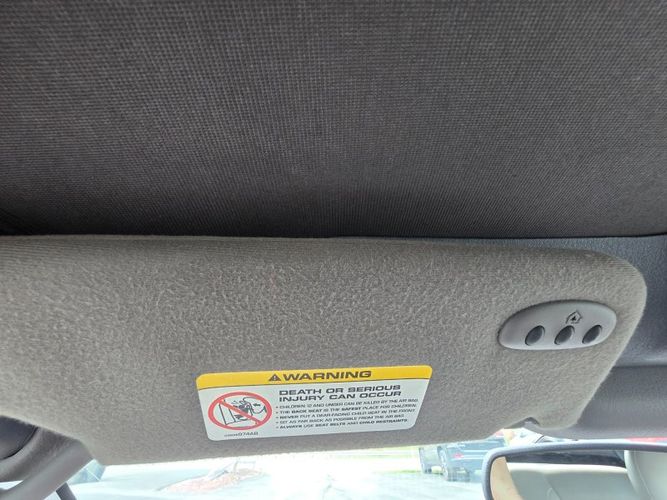 WARNING
DEATH OR SERIOUS
INJURY CAN OCCUR
• CHILDREN 12 AND UNDER CAN BE KILLED BY THE AIR BAG.
• THE BACK SEAT IS THE SAFEST PLACE FOR CHILDREN.
• NEVER PUT A REAR-FACING CHILD SEAT IN THE FRONT.
• SIT AS FAR BACK AS POSSIBLE FROM THE AIR BAG.
• ALWAYS USE SEAT BELTS AND CHILD RESTRAINTS.